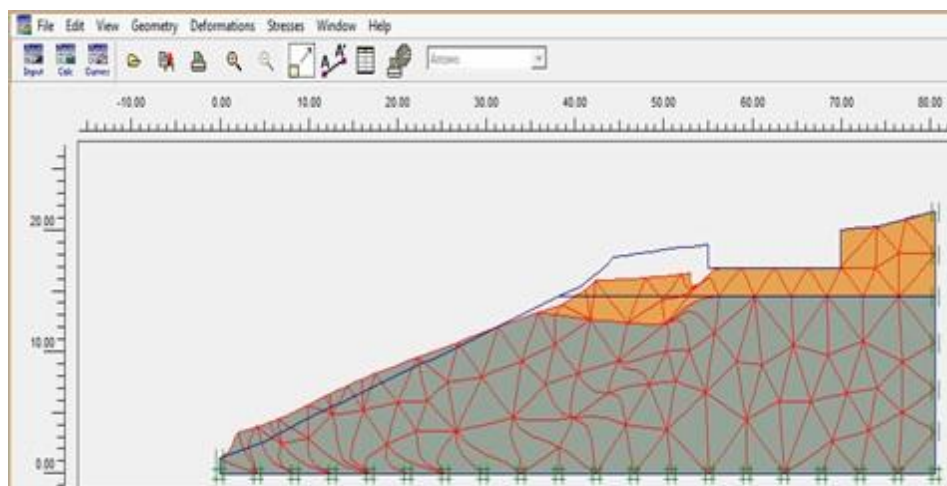 File Edit View Geometry Deformations Stresses Window Help
Input Calc Curves A A' Arrows
-10.00 0.00 10.00 20.00 30.00 40.00 50.00 60.00 70.00 80.00
20.00
10.00
0.00